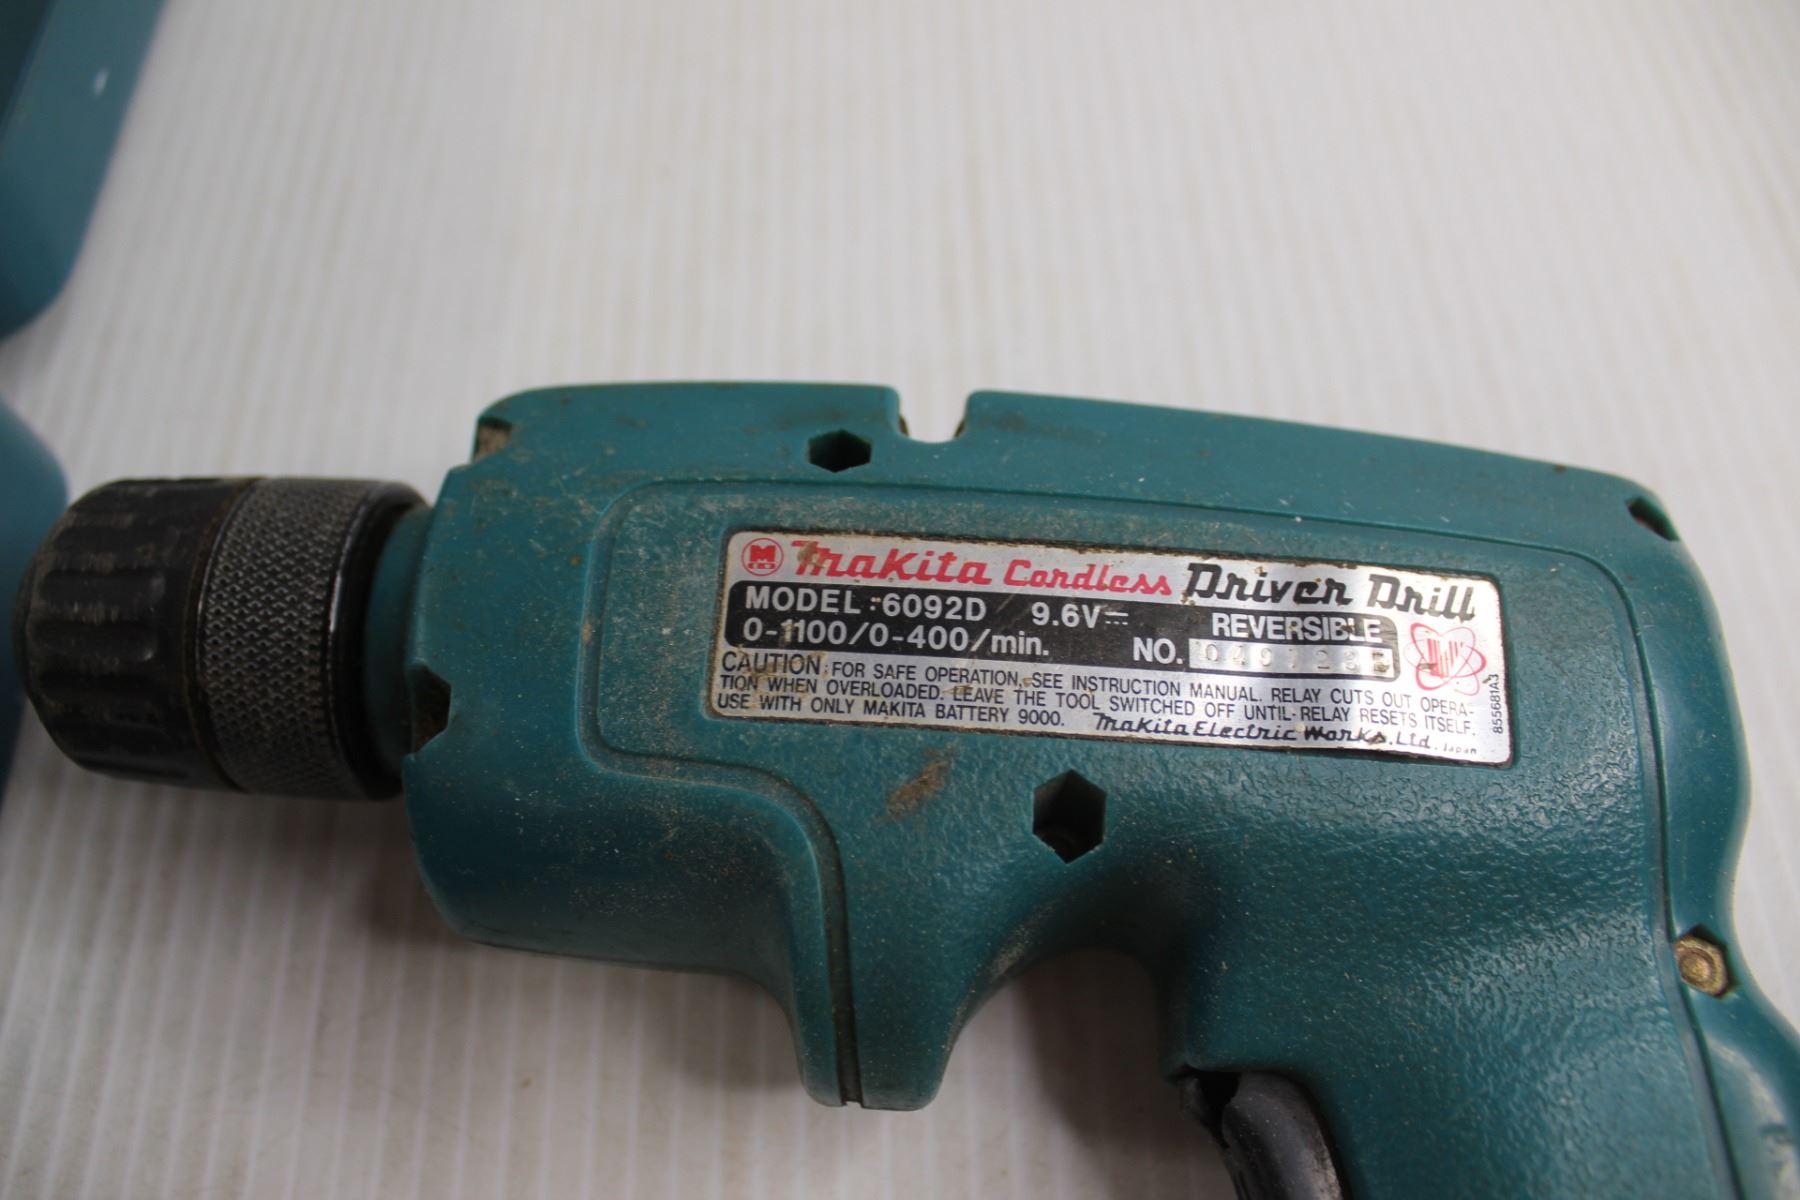 M
makita Cordless Driver Drill
MODEL: 6092D 9.6V⎓ REVERSIBLE
0-1100/0-400/min. NO.
CAUTION: FOR SAFE OPERATION, SEE INSTRUCTION MANUAL. RELAY CUTS OUT OPERA-
TION WHEN OVERLOADED. LEAVE THE TOOL SWITCHED OFF UNTIL RELAY RESETS ITSELF.
USE WITH ONLY MAKITA BATTERY 9000. Makita Electric Works, Ltd. Japan
855681A3